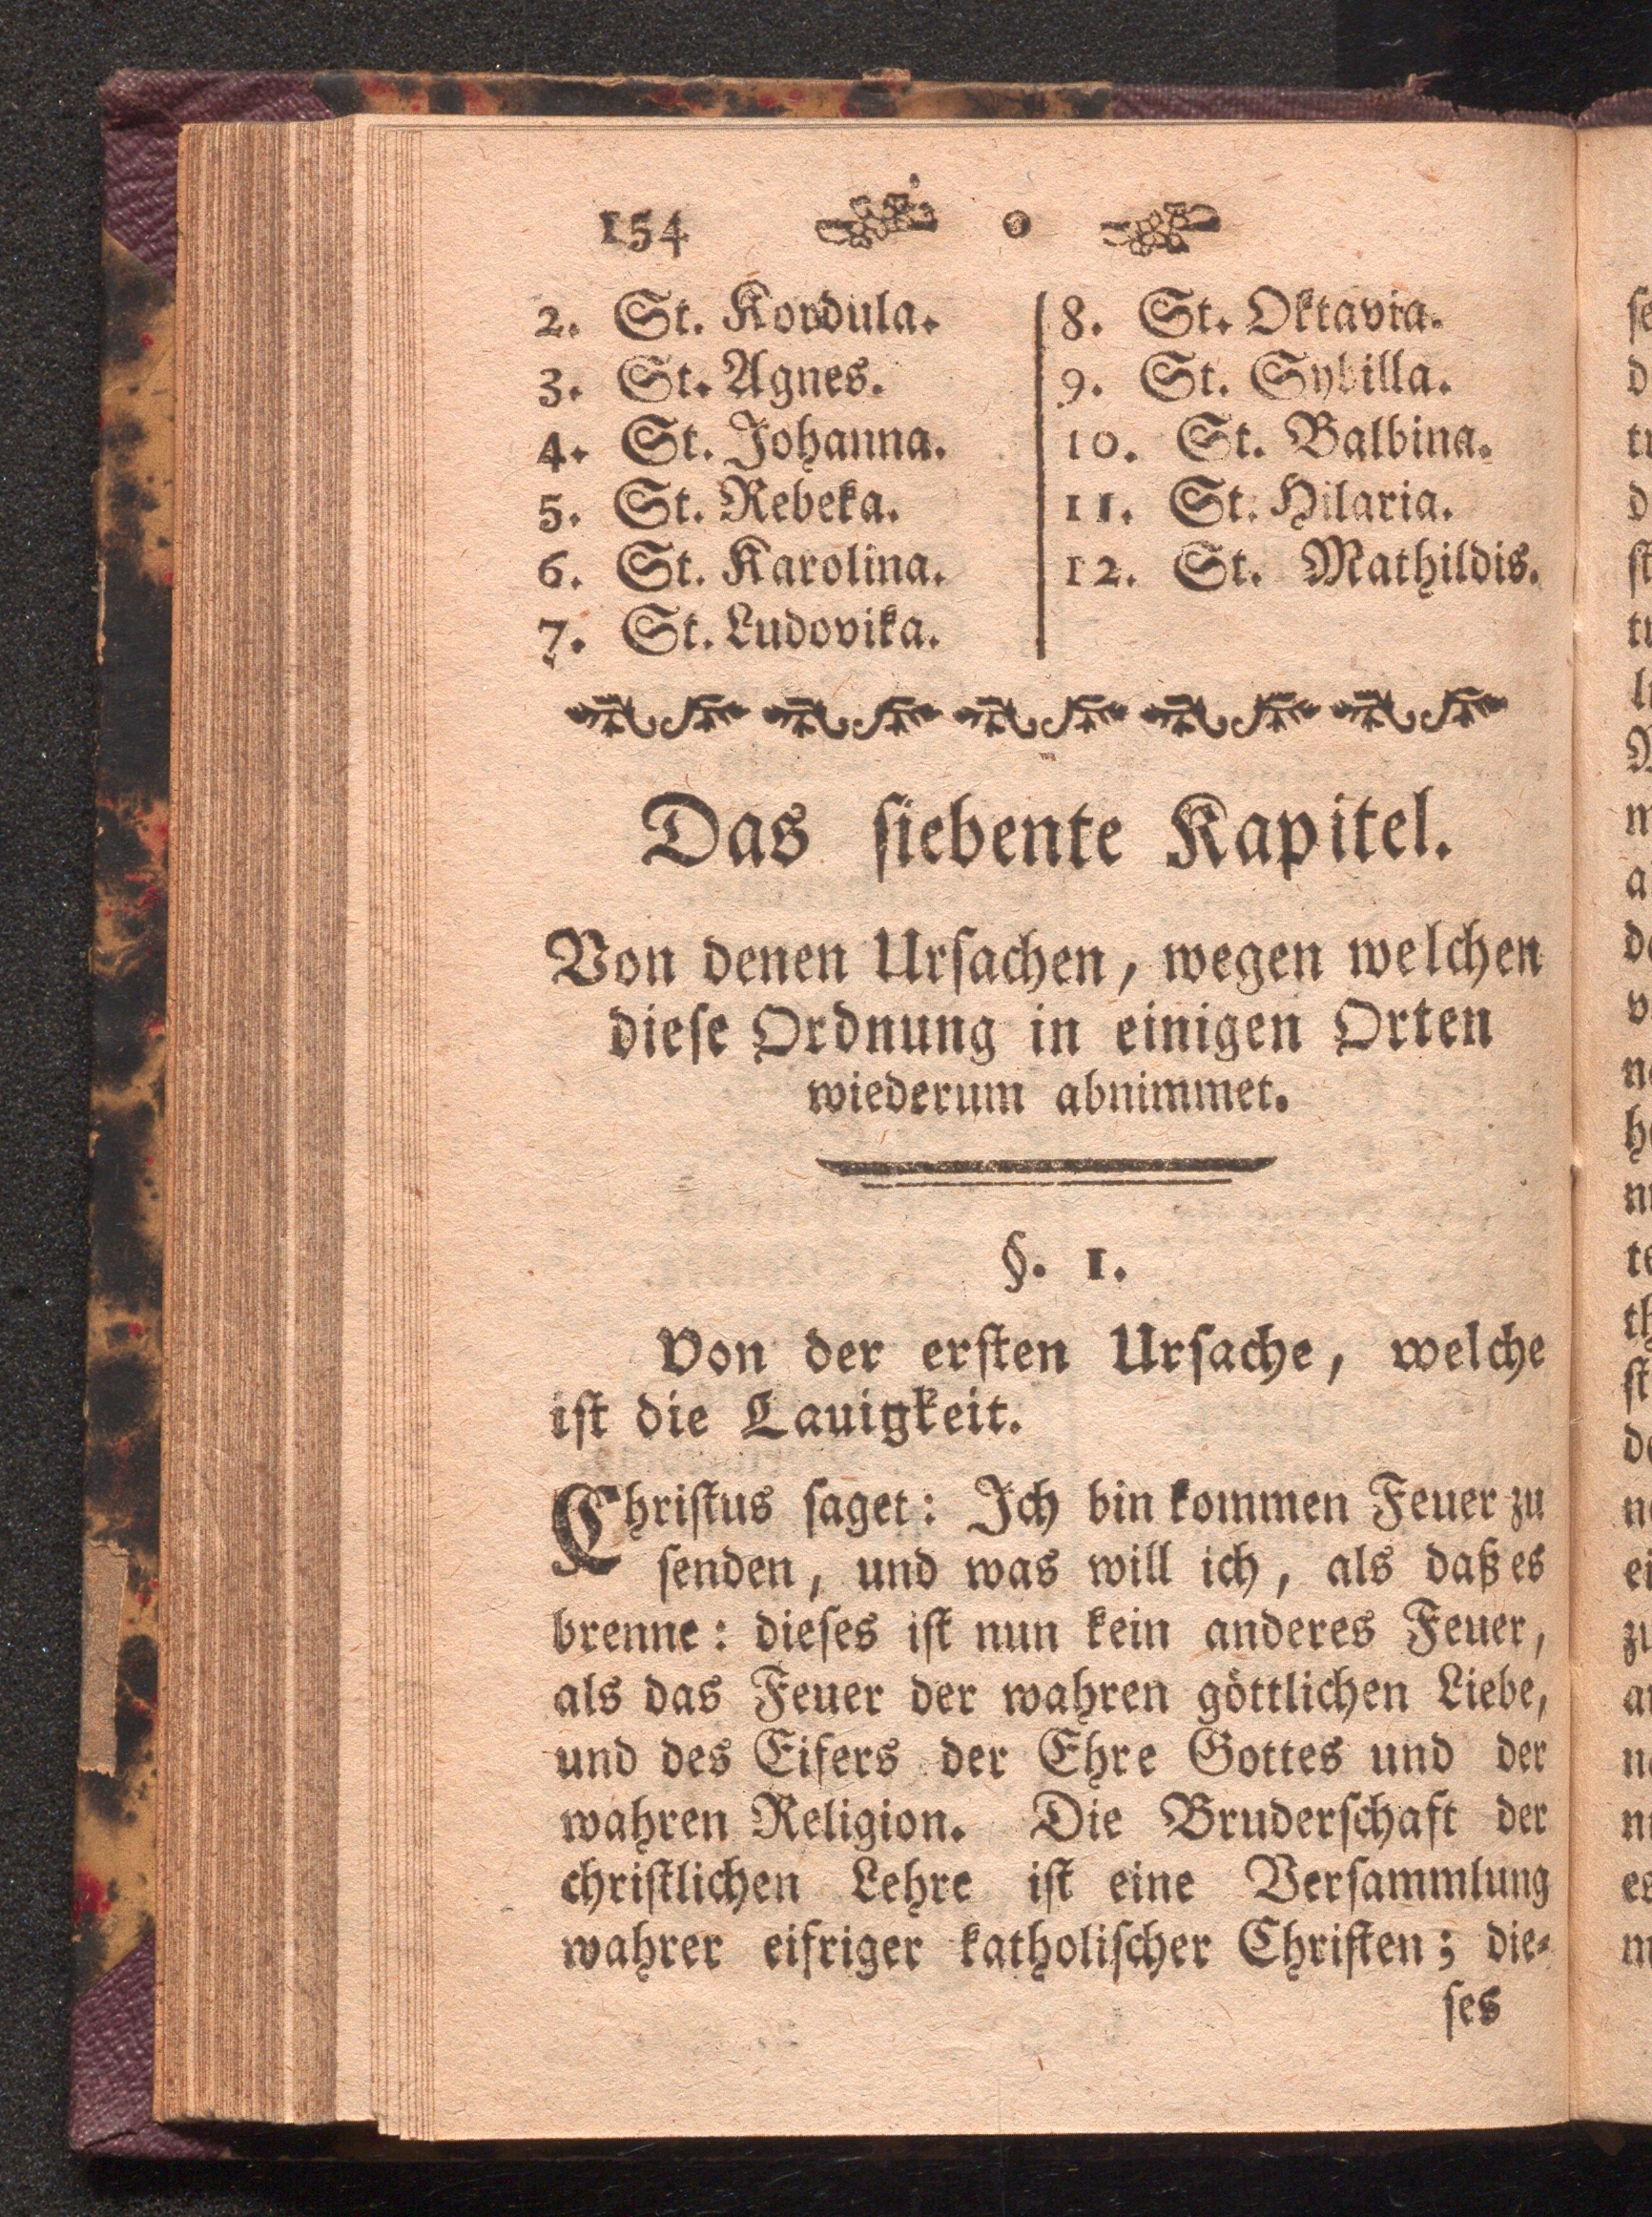 154 o
2. St. Kordula.
3. St. Agnes.
4. St. Johanna.
5. St. Rebeka.
6. St. Karolina.
7. St. Ludovika.
8. St. Oktavia.
9. St. Sybilla.
10. St. Balbina.
11. St. Hilaria.
12. St. Mathildis.
Das ſiebente Kapitel.
Von denen Urſachen, wegen welchen
dieſe Ordnung in einigen Orten
wiederum abnimmet.
§. 1.
Von der erſten Urſache, welche
iſt die Lauigkeit.
Chriſtus ſaget: Ich bin kommen Feuer zu
ſenden, und was will ich, als daß es
brenne: dieſes iſt nun kein anderes Feuer,
als das Feuer der wahren göttlichen Liebe,
und des Eifers der Ehre Gottes und der
wahren Religion. Die Bruderſchaft der
chriſtlichen Lehre iſt eine Verſammlung
wahrer eifriger katholiſcher Chriſten; die⸗
ſes